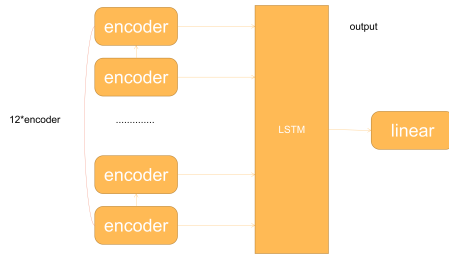 encoder
output
encoder
12*encoder
..............
LSTM
linear
encoder
encoder